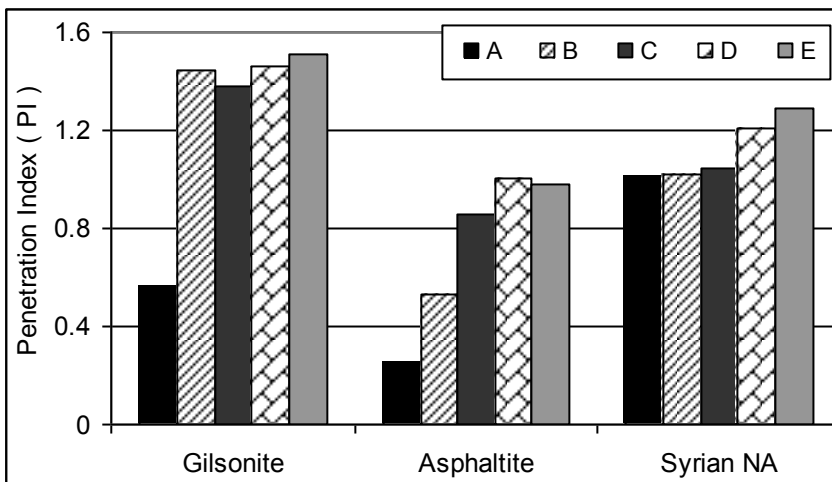 1.6
A B C D E
1.2
0.8
0.4
0
Penetration Index ( PI )
Gilsonite Asphaltite Syrian NA